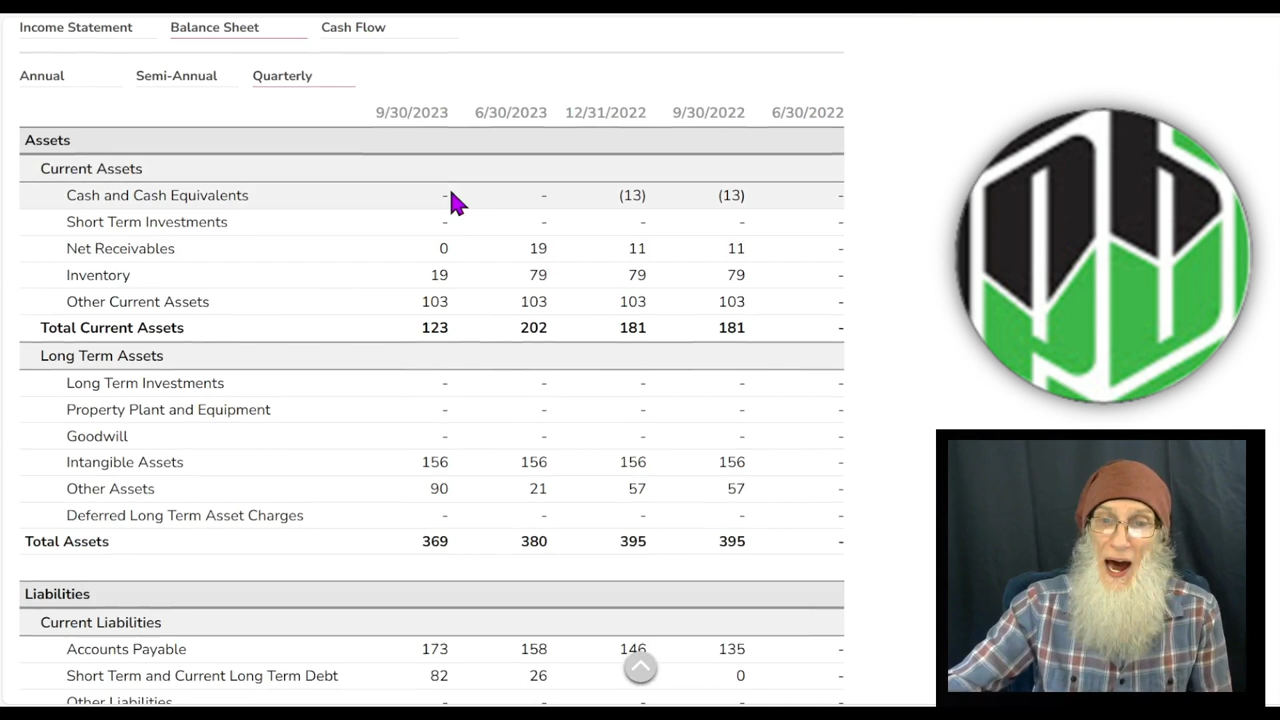 Income Statement Balance Sheet Cash Flow
Annual Semi-Annual Quarterly
9/30/2023 6/30/2023 12/31/2022 9/30/2022 6/30/2022
Assets
Current Assets
Cash and Cash Equivalents - - (13) (13) -
Short Term Investments - - - - -
Net Receivables 0 19 11 11 -
Inventory 19 79 79 79 -
Other Current Assets 103 103 103 103 -
Total Current Assets 123 202 181 181 -
Long Term Assets
Long Term Investments - - - - -
Property Plant and Equipment - - - - -
Goodwill - - - - -
Intangible Assets 156 156 156 156 -
Other Assets 90 21 57 57 -
Deferred Long Term Asset Charges - - - - -
Total Assets 369 380 395 395 -
Liabilities
Current Liabilities
Accounts Payable 173 158 146 135 -
Short Term and Current Long Term Debt 82 26 0 -
Other Liabilities - - - - -